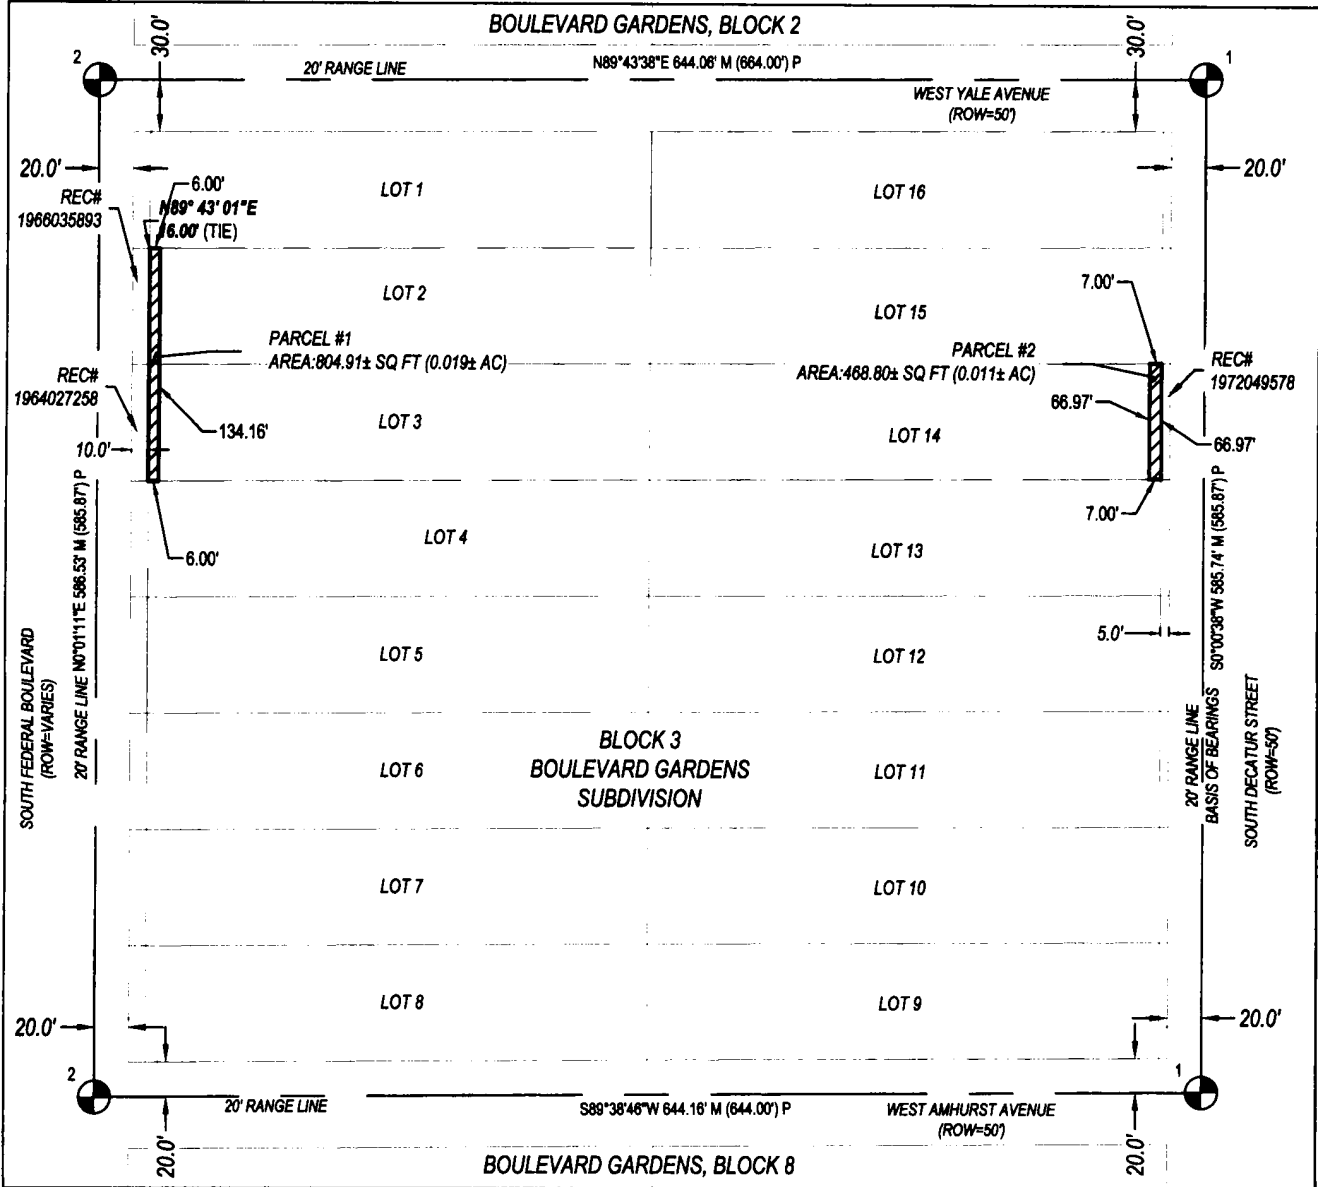 BOULEVARD GARDENS, BLOCK 2
30.0'
30.0'
2
1
20' RANGE LINE
N89°43'38"E 644.06' M (664.00') P
WEST YALE AVENUE
(ROW=50')
20.0'
20.0'
REC#
1966035893
6.00'
N89° 43' 01"E
16.00' (TIE)
LOT 1
LOT 16
LOT 2
LOT 15
7.00'
PARCEL #1
AREA:804.91± SQ FT (0.019± AC)
PARCEL #2
AREA:468.80± SQ FT (0.011± AC)
REC#
1972049578
REC#
1964027258
66.97'
134.16'
LOT 3
LOT 14
66.97'
10.0'
7.00'
6.00'
LOT 4
LOT 13
20' RANGE LINE N0°01'11"E 586.53' M (585.87') P
SOUTH FEDERAL BOULEVARD
(ROW=VARIES)
5.0'
LOT 5
LOT 12
20' RANGE LINE
BASIS OF BEARINGS S0°00'38"W 585.74' M (585.87') P
SOUTH DECATUR STREET
(ROW=50')
BLOCK 3
BOULEVARD GARDENS
SUBDIVISION
LOT 6
LOT 11
LOT 7
LOT 10
LOT 8
LOT 9
20.0'
20.0'
2
1
20' RANGE LINE
S89°38'46"W 644.16' M (644.00') P
WEST AMHURST AVENUE
(ROW=50')
20.0'
20.0'
BOULEVARD GARDENS, BLOCK 8